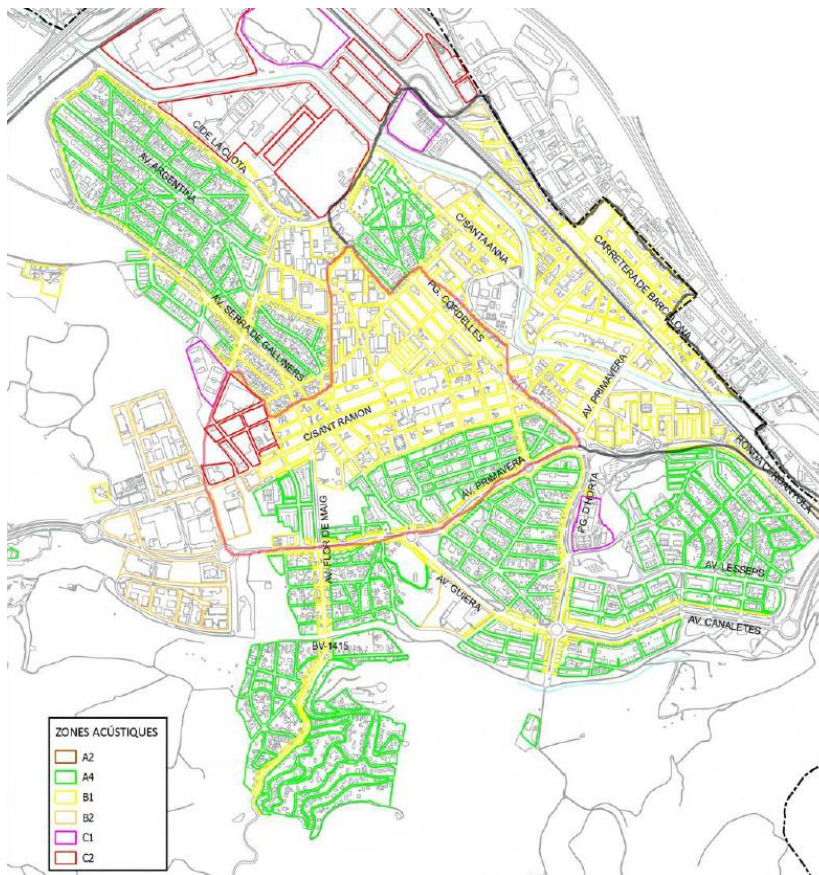 C/DE LA CLOTA
AV. ARGENTINA
C/SANTA ANNA
CARRETERA DE BARCELONA
AV. SERRA DE GALLINERS
PG. CORDELLES
AV. PRIMAVERA
C/SANT RAMON
RONDA CERDANYOLA
AV. PRIMAVERA
PG. D'HORTA
AV. FLOR DE MAIG
AV. LESSEPS
AV. GUIERA
AV. CANALETES
BV-1415
ZONES ACÚSTIQUES
A2
A4
B1
B2
C1
C2